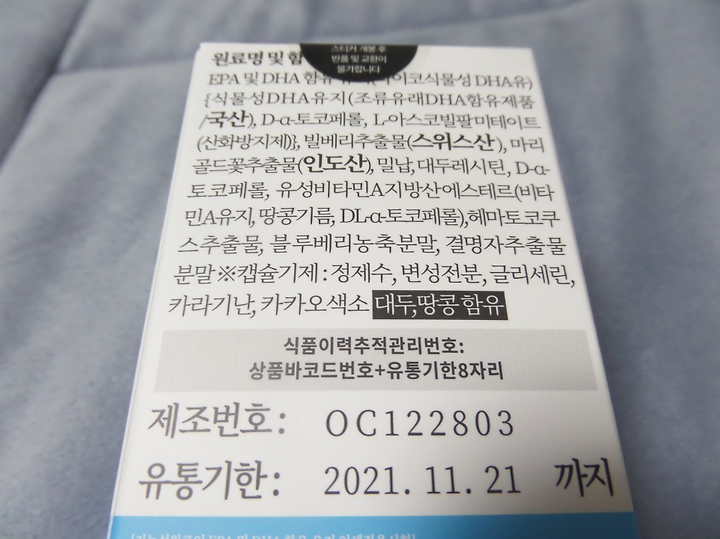 스티커 개봉 후
반품 및 교환이
불가합니다
원료명 및 함
EPA 및 DHA 함유 식물성 DHA유)
{식물성DHA유지(조류유래DHA함유제품
/국산), D-α-토코페롤, L-아스코빌팔미테이트
(산화방지제)}, 빌베리추출물(스위스산), 마리
골드꽃추출물(인도산), 밀납, 대두레시틴, D-α-
토코페롤, 유성비타민A지방산에스테르(비타
민A유지, 땅콩기름, DLα-토코페롤),헤마토코쿠
스추출물, 블루베리농축분말, 결명자추출물
분말 ※캡슐기제 : 정제수, 변성전분, 글리세린,
카라기난, 카카오색소 대두,땅콩 함유
식품이력추적관리번호:
상품바코드번호+유통기한8자리
제조번호 : OC122803
유통기한 : 2021. 11. 21 까지